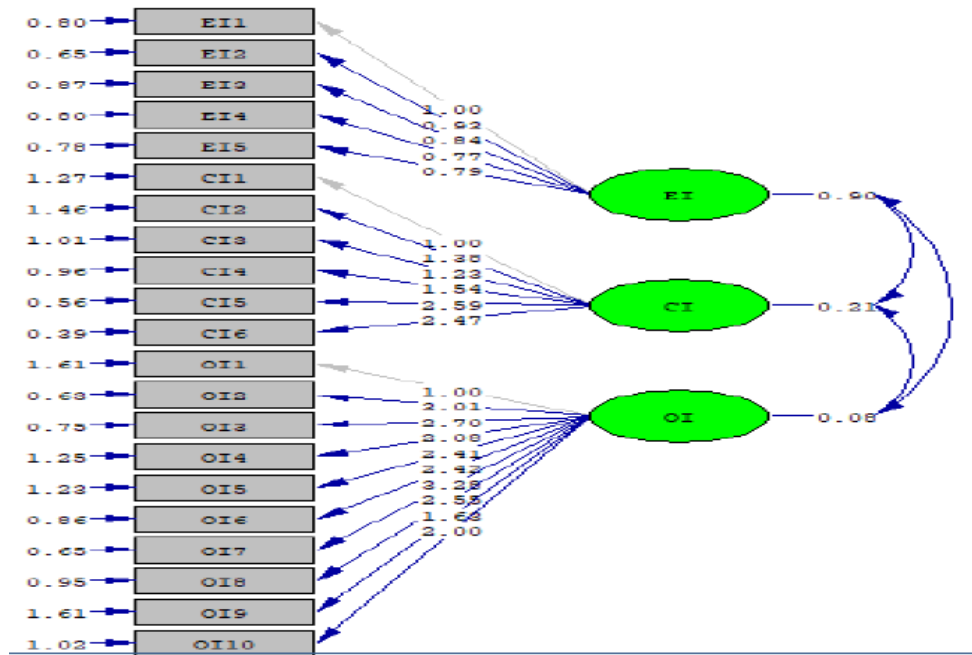 0.80 EI1
0.65 EI2
0.87 EI3
0.80 EI4
0.78 EI5
1.27 CI1
1.46 CI2
1.01 CI3
0.96 CI4
0.56 CI5
0.39 CI6
1.61 OI1
0.63 OI2
0.75 OI3
1.25 OI4
1.23 OI5
0.86 OI6
0.65 OI7
0.95 OI8
1.61 OI9
1.02 OI10
1.00
0.92
0.84
0.77
0.79
1.00
1.38
1.23
1.54
2.59
2.47
1.00
2.01
2.70
2.08
2.41
2.42
3.28
2.55
1.63
2.00
EI 0.90
CI 0.21
OI 0.08